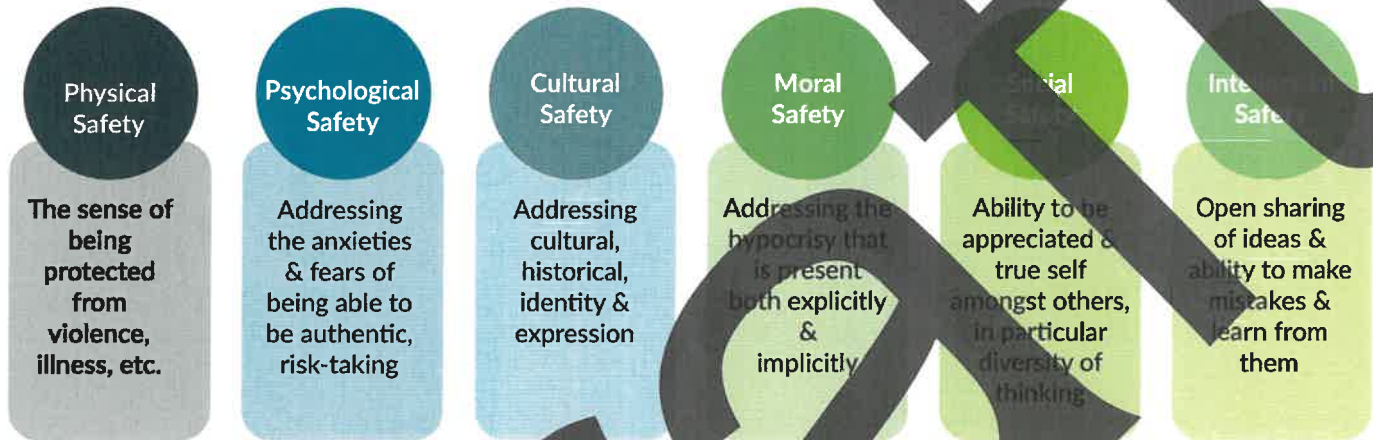 Physical
Safety
The sense of
being
protected
from
violence,
illness, etc.
Psychological
Safety
Addressing
the anxieties
& fears of
being able to
be authentic,
risk-taking
Cultural
Safety
Addressing
cultural,
historical,
identity &
expression
Moral
Safety
Addressing the
hypocrisy that
is present
both explicitly
&
implicitly
Social
Safety
Ability to be
appreciated &
true self
amongst others,
in particular
diversity of
thinking
Safety
Open sharing
of ideas &
ability to make
mistakes &
learn from
them